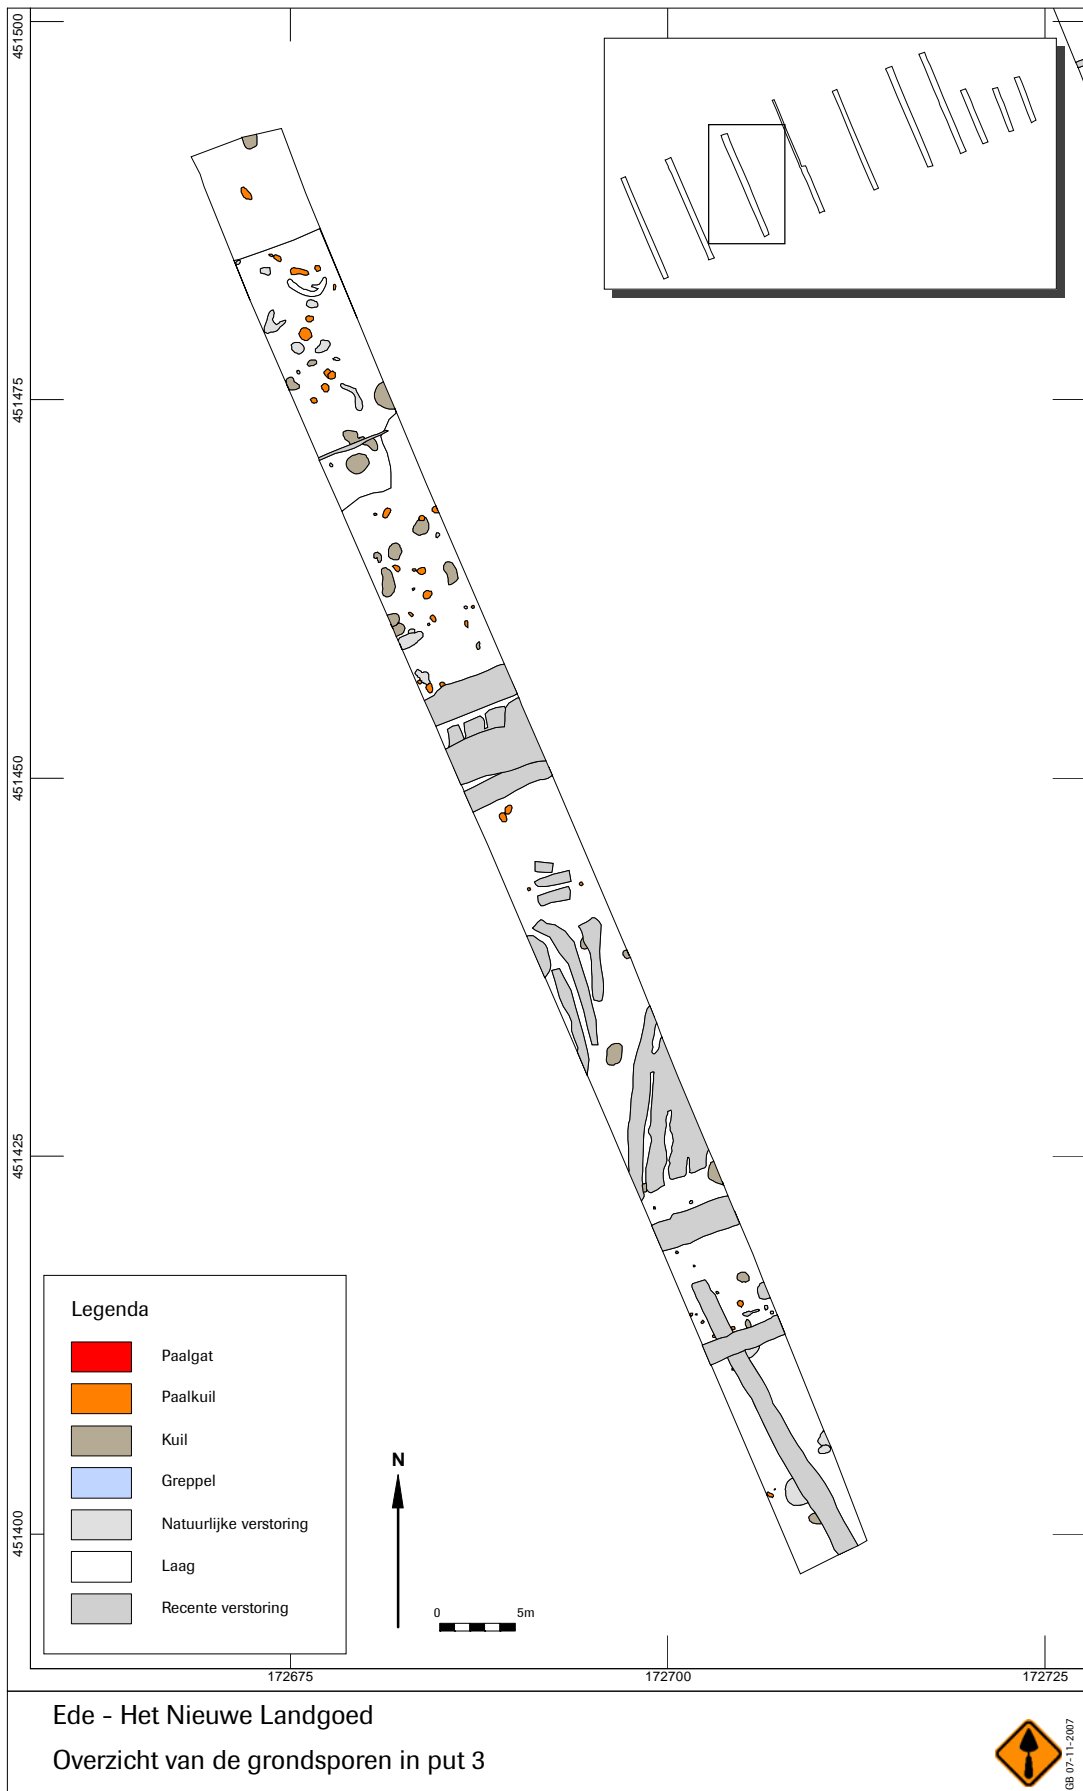 451500
451475
451450
451425
451400
Legenda
Paalgat
Paalkuil
Kuil
Greppel
Natuurlijke verstoring
Laag
Recente verstoring
N
0 5m
172675 172700 172725
Ede - Het Nieuwe Landgoed
Overzicht van de grondsporen in put 3
GB 07-11-2007